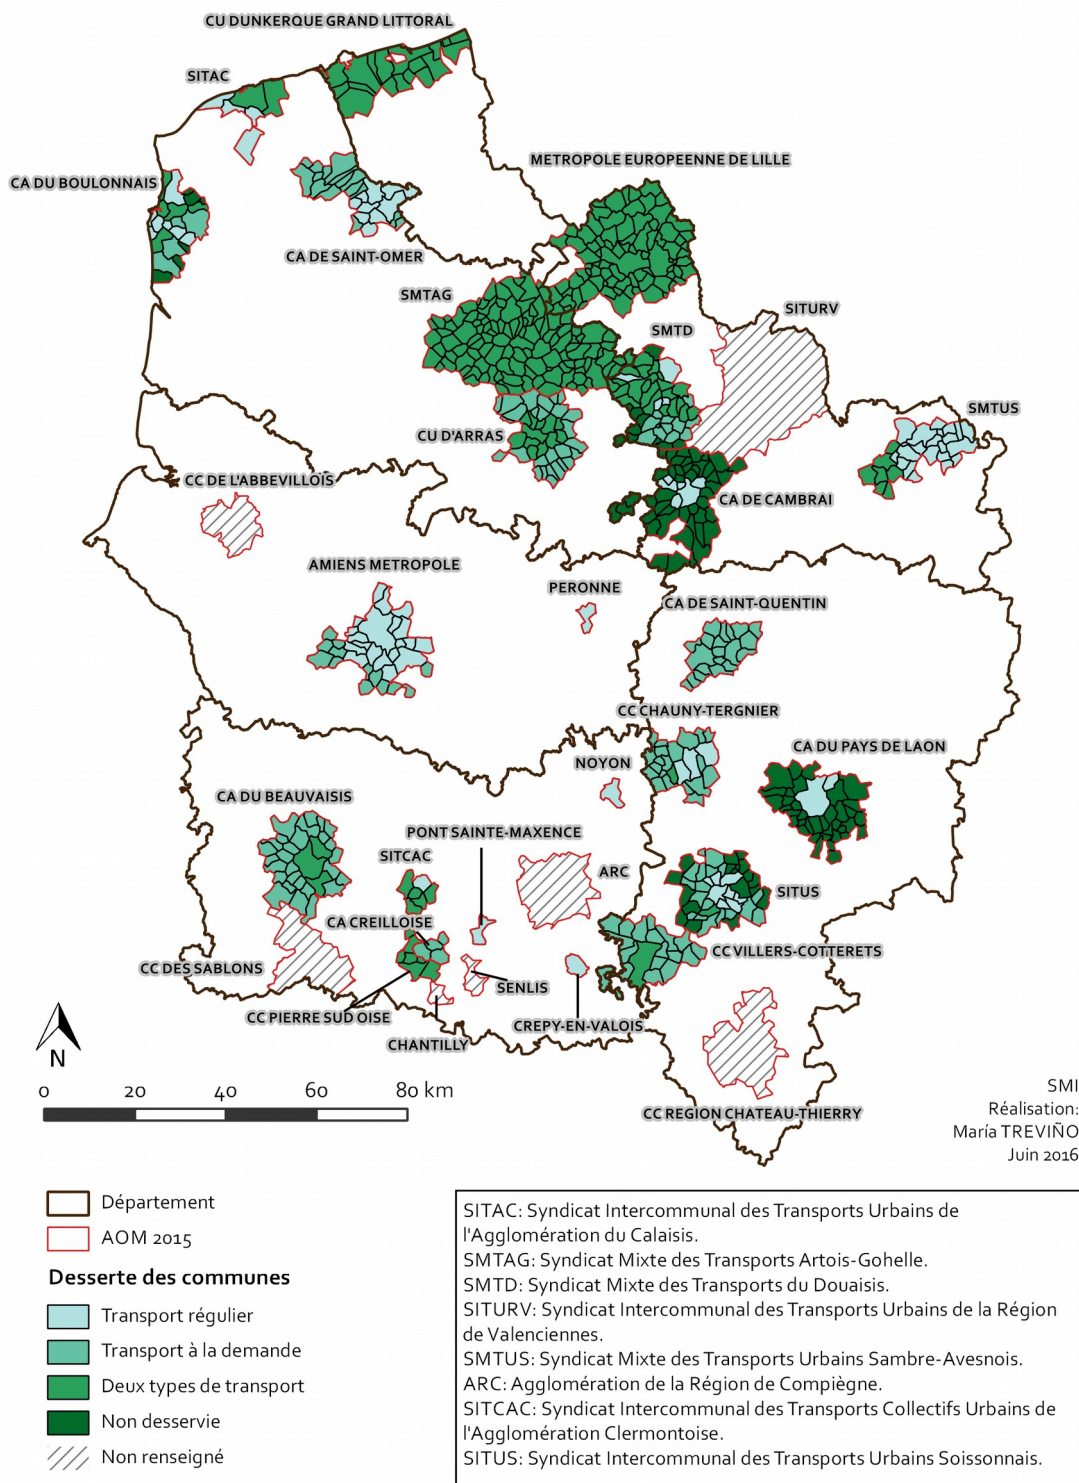 CU DUNKERQUE GRAND LITTORAL
SITAC
METROPOLE EUROPEENNE DE LILLE
CA DU BOULONNAIS
CA DE SAINT-OMER
SMTAG
SITURV
SMTD
SMTUS
CU D'ARRAS
CC DE L'ABBEVILLOIS
CA DE CAMBRAI
AMIENS METROPOLE
PERONNE
CA DE SAINT-QUENTIN
CC CHAUNY-TERGNIER
CA DU PAYS DE LAON
NOYON
CA DU BEAUVAISIS
PONT SAINTE-MAXENCE
SITCAC
ARC
SITUS
CA CREILLOISE
CC VILLERS-COTTERETS
CC DES SABLONS
SENLIS
CC PIERRE SUD OISE
CREPY-EN-VALOIS
CHANTILLY
CC REGION CHATEAU-THIERRY
N
0 20 40 60 80 km
SMI
Réalisation:
María TREVIÑO
Juin 2016
Département
AOM 2015
Desserte des communes
Transport régulier
Transport à la demande
Deux types de transport
Non desservie
Non renseigné
SITAC: Syndicat Intercommunal des Transports Urbains de
l'Agglomération du Calaisis.
SMTAG: Syndicat Mixte des Transports Artois-Gohelle.
SMTD: Syndicat Mixte des Transports du Douaisis.
SITURV: Syndicat Intercommunal des Transports Urbains de la Région
de Valenciennes.
SMTUS: Syndicat Mixte des Transports Urbains Sambre-Avesnois.
ARC: Agglomération de la Région de Compiègne.
SITCAC: Syndicat Intercommunal des Transports Collectifs Urbains de
l'Agglomération Clermontoise.
SITUS: Syndicat Intercommunal des Transports Urbains Soissonnais.